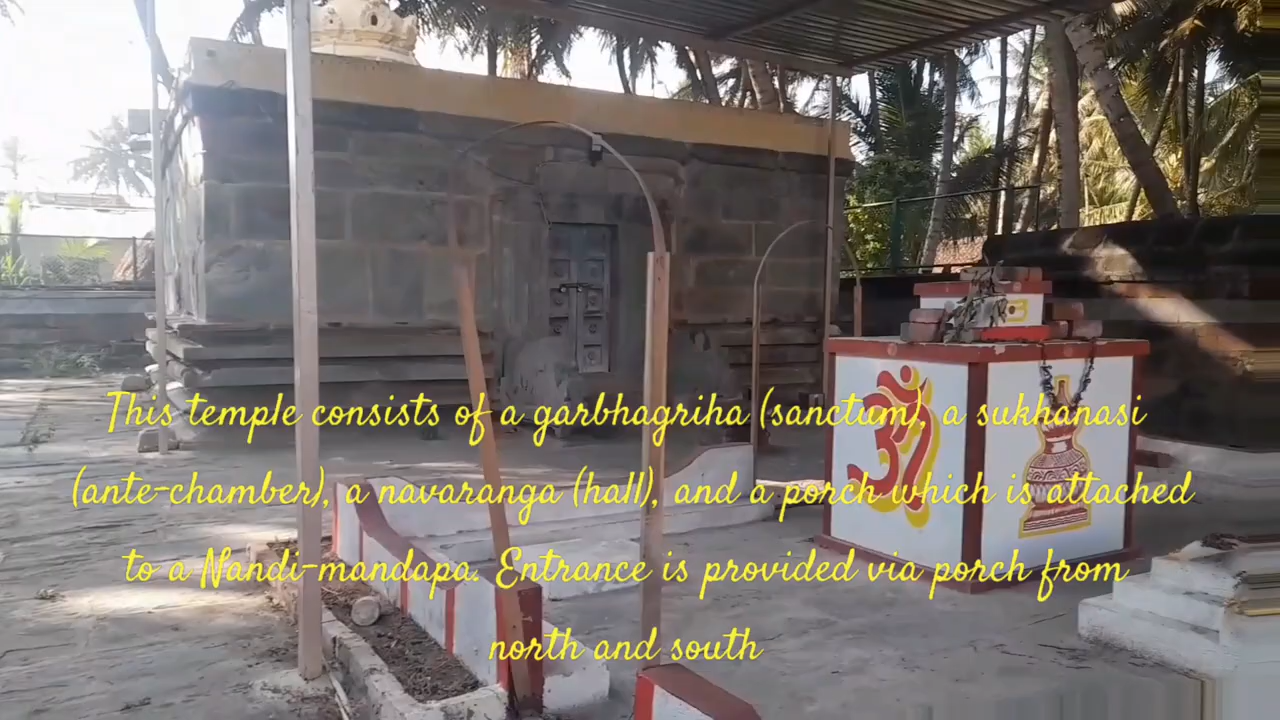 This temple consists of a garbhagriha (sanctum), a sukhanasi
(ante-chamber), a navaranga (hall), and a porch which is attached
to a Nandi-mandapa. Entrance is provided via porch from
north and south
ॐ